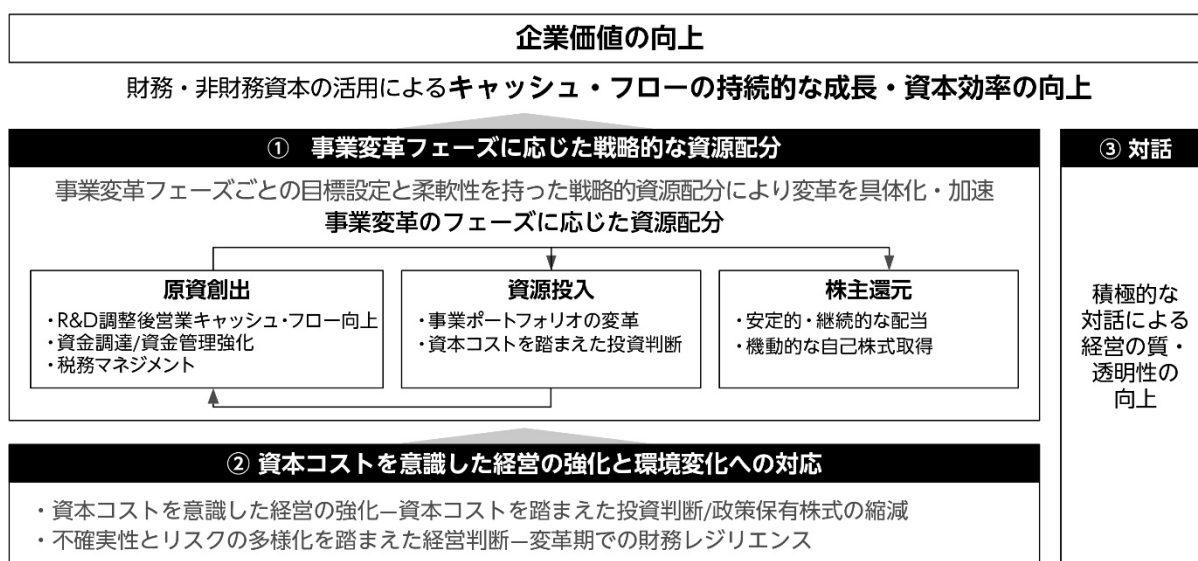 企業価値の向上
財務・非財務資本の活用によるキャッシュ・フローの持続的な成長・資本効率の向上
① 事業変革フェーズに応じた戦略的な資源配分
事業変革フェーズごとの目標設定と柔軟性を持った戦略的資源配分により変革を具体化・加速
事業変革のフェーズに応じた資源配分
原資創出
・R&D調整後営業キャッシュ・フロー向上
・資金調達/資金管理強化
・税務マネジメント
資源投入
・事業ポートフォリオの変革
・資本コストを踏まえた投資判断
株主還元
・安定的・継続的な配当
・機動的な自己株式取得
② 資本コストを意識した経営の強化と環境変化への対応
・資本コストを意識した経営の強化―資本コストを踏まえた投資判断/政策保有株式の縮減
・不確実性とリスクの多様化を踏まえた経営判断―変革期での財務レジリエンス
③ 対話
積極的な
対話による
経営の質・
透明性の
向上